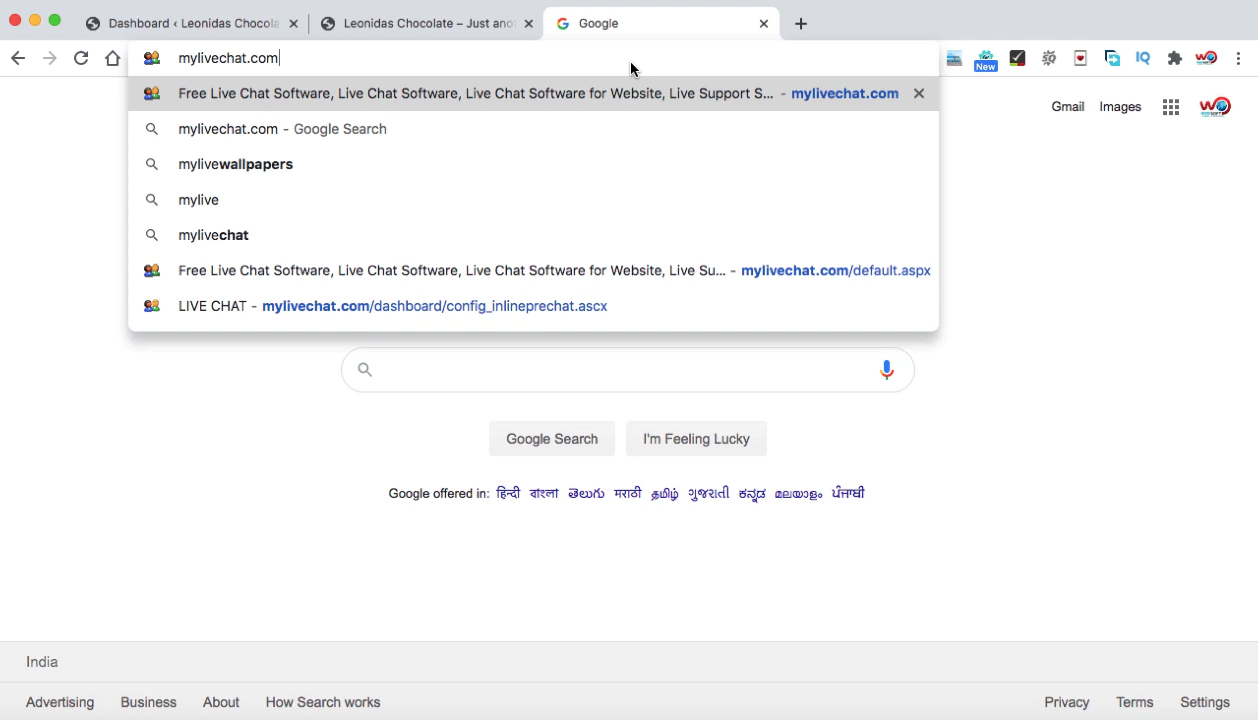 Dashboard ‹ Leonidas Chocola
Leonidas Chocolate – Just ano
Google
mylivechat.com
New
Free Live Chat Software, Live Chat Software, Live Chat Software for Website, Live Support S... - mylivechat.com
Gmail Images
mylivechat.com - Google Search
mylivewallpapers
mylive
mylivechat
Free Live Chat Software, Live Chat Software, Live Chat Software for Website, Live Su... - mylivechat.com/default.aspx
LIVE CHAT - mylivechat.com/dashboard/config_inlineprechat.ascx
Google Search I'm Feeling Lucky
Google offered in: हिन्दी বাংলা తెలుగు मराठी தமிழ் ગુજરાતી ಕನ್ನಡ മലയാളം ਪੰਜਾਬੀ
India
Advertising Business About How Search works Privacy Terms Settings